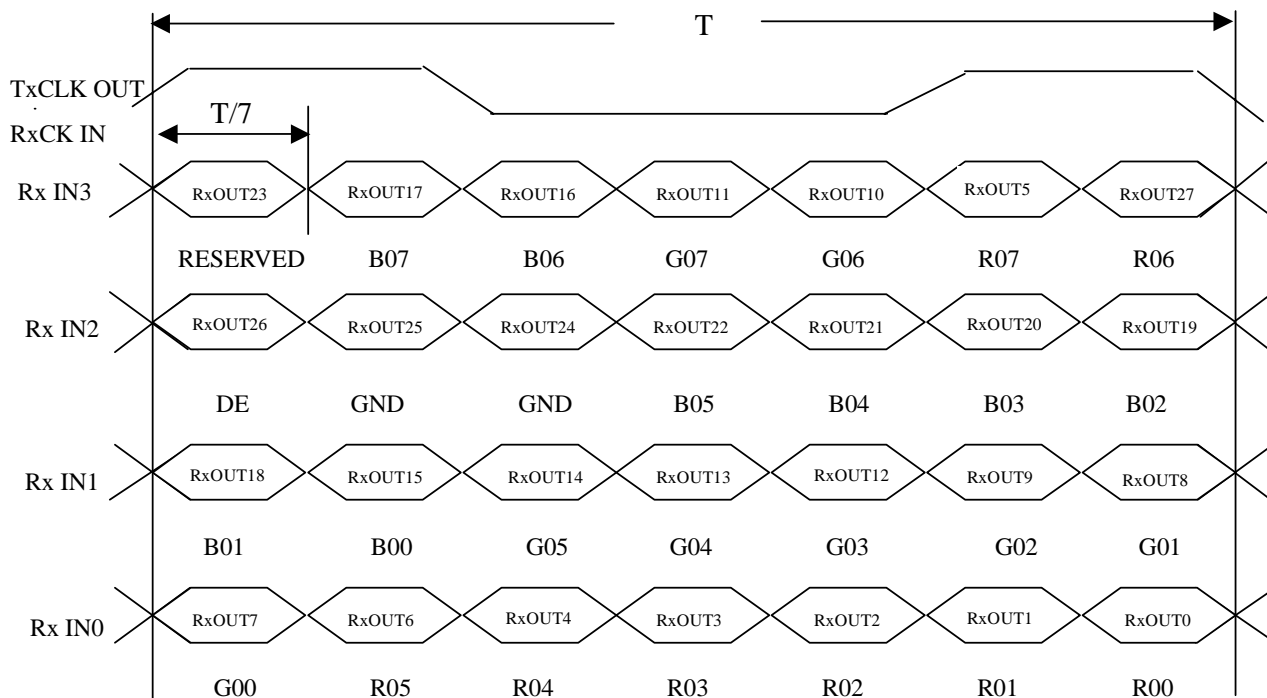 T
TxCLK OUT
T/7
RxCK IN
Rx IN3 RxOUT23 RxOUT17 RxOUT16 RxOUT11 RxOUT10 RxOUT5 RxOUT27
RESERVED B07 B06 G07 G06 R07 R06
Rx IN2 RxOUT26 RxOUT25 RxOUT24 RxOUT22 RxOUT21 RxOUT20 RxOUT19
DE GND GND B05 B04 B03 B02
Rx IN1 RxOUT18 RxOUT15 RxOUT14 RxOUT13 RxOUT12 RxOUT9 RxOUT8
B01 B00 G05 G04 G03 G02 G01
Rx IN0 RxOUT7 RxOUT6 RxOUT4 RxOUT3 RxOUT2 RxOUT1 RxOUT0
G00 R05 R04 R03 R02 R01 R00